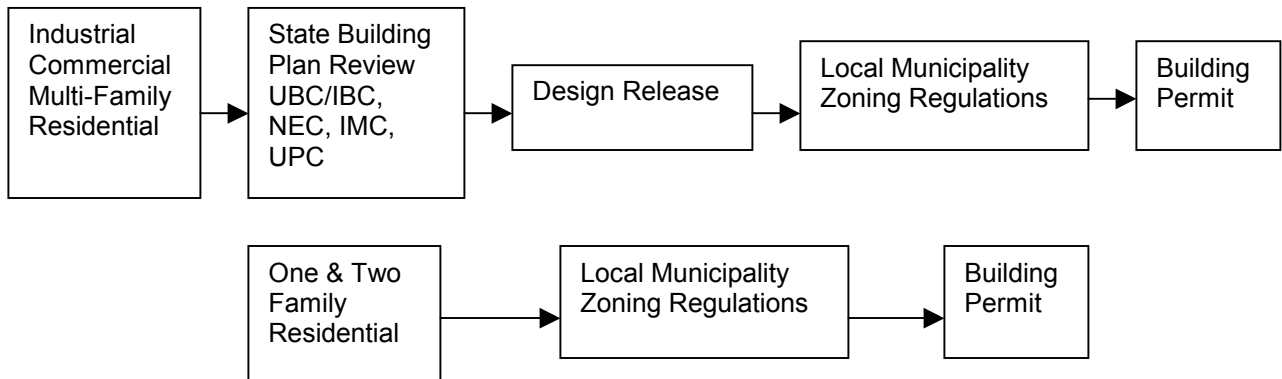 Industrial
Commercial
Multi-Family
Residential
State Building
Plan Review
UBC/IBC,
NEC, IMC,
UPC
Design Release
Local Municipality
Zoning Regulations
Building
Permit
One & Two
Family
Residential
Local Municipality
Zoning Regulations
Building
Permit